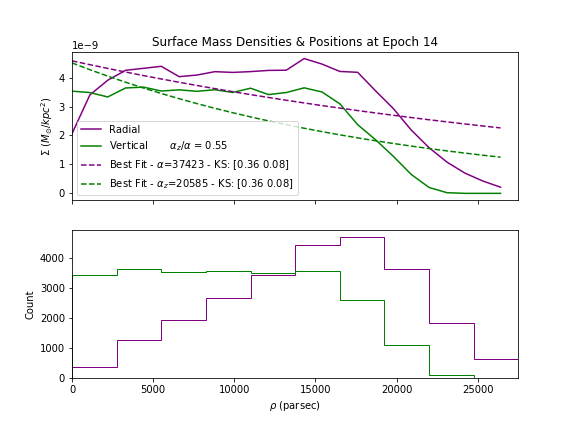 Surface Mass Densities & Positions at Epoch 14
1e−9
4
3
2
1
0
Σ (M⊙/kpc²)
Radial
Vertical α_z/α = 0.55
Best Fit - α=37423 - KS: [0.36 0.08]
Best Fit - α_z=20585 - KS: [0.36 0.08]
4000
3000
2000
1000
0
Count
0 5000 10000 15000 20000 25000
ρ (parsec)